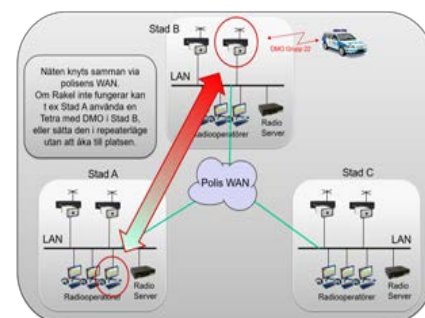 Stad B
DMO Grupp 22
Näten knyts samman via
polisens WAN.
Om Rakel inte fungerar kan
t ex Stad A använda en
Tetra med DMO i Stad B,
eller sätta den i repeaterläge
utan att åka till platsen.
LAN
Radiooperatörer
Radio
Server
Stad A
Polis WAN
Stad C
LAN
LAN
Radiooperatörer
Radio
Server
Radiooperatörer
Radio
Server